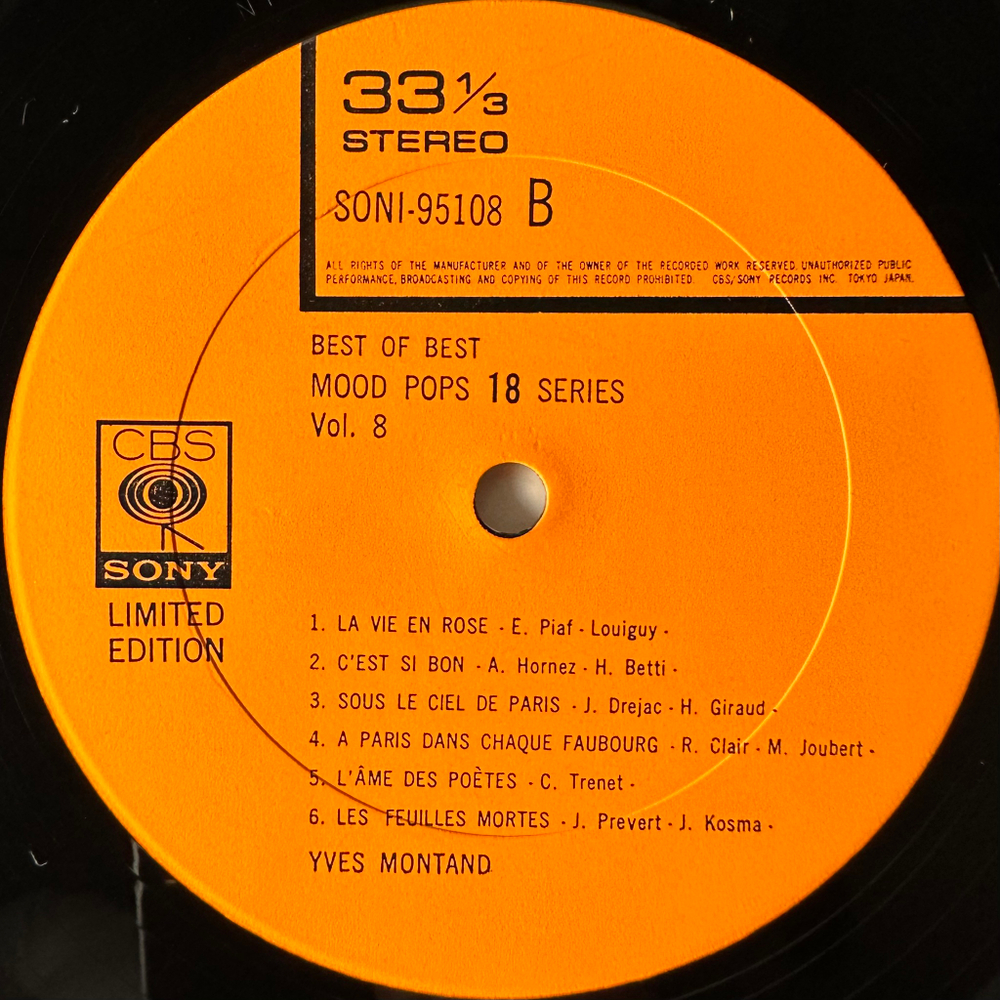 33 1/3
STEREO
SONI-95108 B
ALL RIGHTS OF THE MANUFACTURER AND OF THE OWNER OF THE RECORDED WORK RESERVED. UNAUTHORIZED PUBLIC
PERFORMANCE, BROADCASTING AND COPYING OF THIS RECORD PROHIBITED. CBS/SONY RECORDS INC. TOKYO JAPAN.
BEST OF BEST
MOOD POPS 18 SERIES
Vol. 8
CBS
SONY
LIMITED
EDITION
1. LA VIE EN ROSE - E. Piaf - Louiguy -
2. C'EST SI BON - A. Hornez - H. Betti -
3. SOUS LE CIEL DE PARIS - J. Drejac - H. Giraud -
4. A PARIS DANS CHAQUE FAUBOURG - R. Clair - M. Joubert -
5. L'ÂME DES POÈTES - C. Trenet -
6. LES FEUILLES MORTES - J. Prevert - J. Kosma -
YVES MONTAND